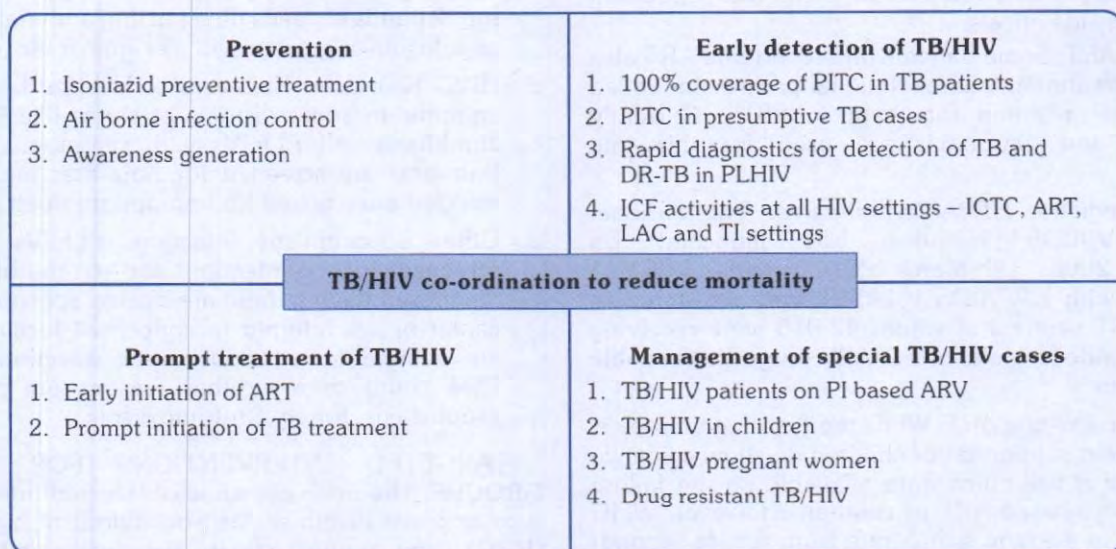 Prevention
1. Isoniazid preventive treatment
2. Air borne infection control
3. Awareness generation
Early detection of TB/HIV
1. 100% coverage of PITC in TB patients
2. PITC in presumptive TB cases
3. Rapid diagnostics for detection of TB and
DR-TB in PLHIV
4. ICF activities at all HIV settings – ICTC, ART,
LAC and TI settings
TB/HIV co-ordination to reduce mortality
Prompt treatment of TB/HIV
1. Early initiation of ART
2. Prompt initiation of TB treatment
Management of special TB/HIV cases
1. TB/HIV patients on PI based ARV
2. TB/HIV in children
3. TB/HIV pregnant women
4. Drug resistant TB/HIV